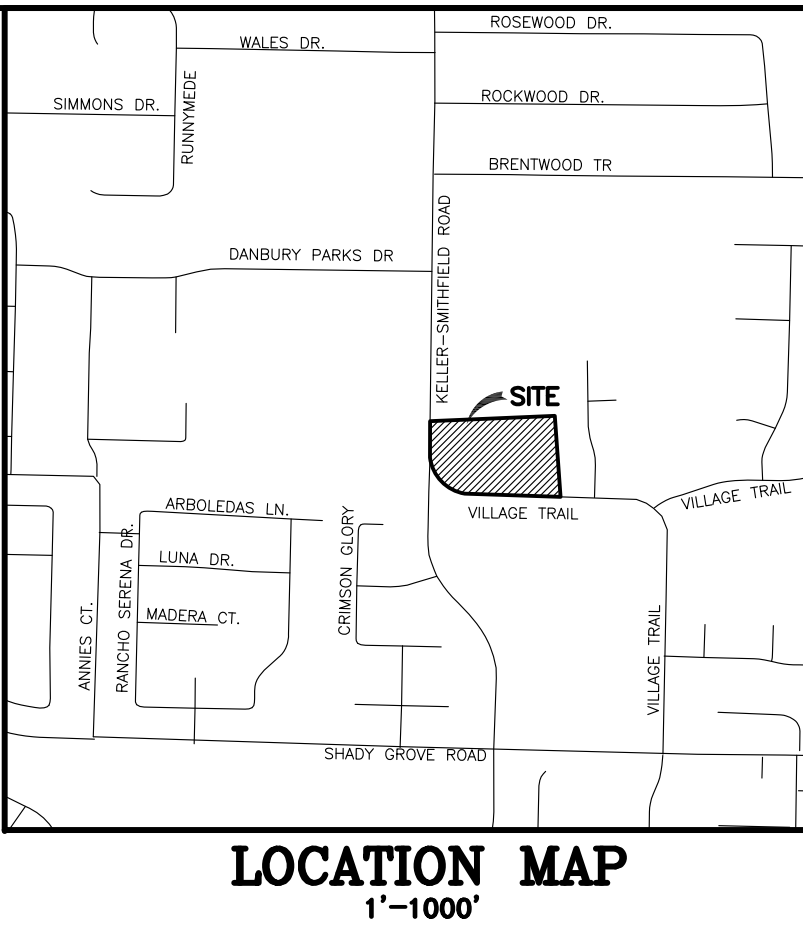 ROSEWOOD DR.
WALES DR.
SIMMONS DR.
RUNNYMEDE
ROCKWOOD DR.
BRENTWOOD TR
DANBURY PARKS DR
KELLER-SMITHFIELD ROAD
SITE
VILLAGE TRAIL
VILLAGE TRAIL
ARBOLEDAS LN.
LUNA DR.
MADERA CT.
ANNIES CT.
RANCHO SERENA DR.
CRIMSON GLORY
VILLAGE TRAIL
SHADY GROVE ROAD
LOCATION MAP
1'-1000'